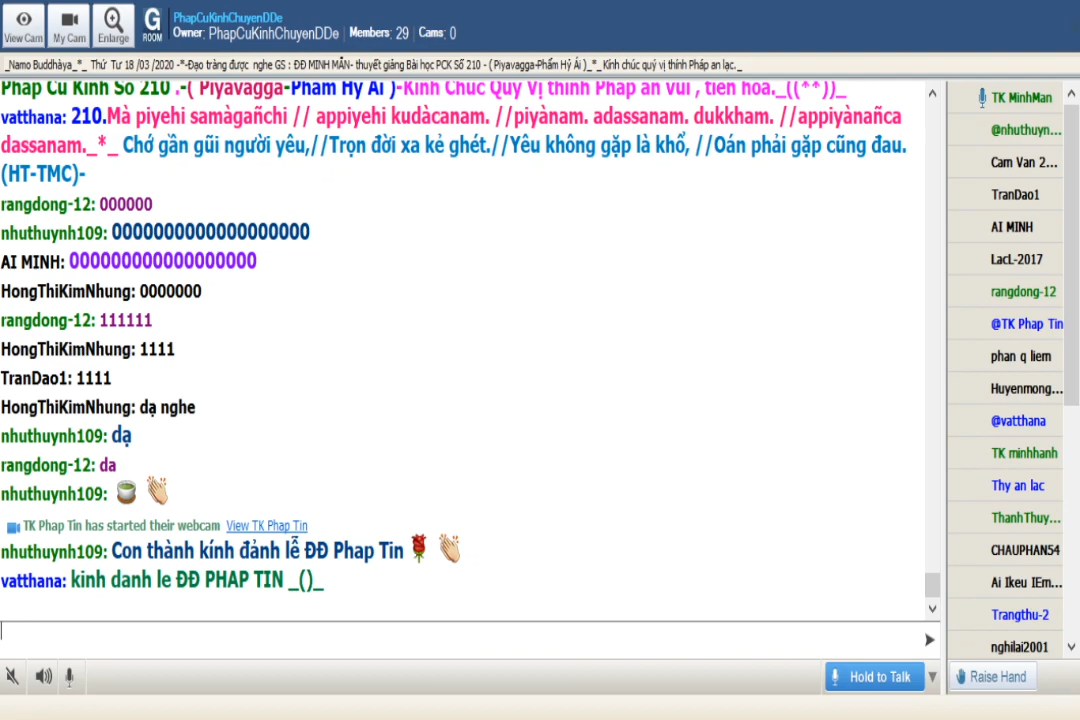 View Cam
My Cam
Enlarge
G
ROOM
PhapCuKinhChuyenDDe
Owner: PhapCuKinhChuyenDDe Members: 29 Cams: 0
_Namo Buddhàya_*_ Thứ Tư 18 /03 /2020 -*-Đạo tràng được nghe GS : ĐĐ MINH MẪN- thuyết giảng Bài học PCK Số 210 - ( Piyavagga-Phẩm Hỷ Ái )_*_ Kính chúc quý vị thính Pháp an lạc._
Pháp Cú Kinh Số 210 .-( Piyavagga-Phẩm Hỷ Ái )-Kính Chúc Quý Vị thính Pháp an vui , tiến hóa._((**))_
vatthana: 210.Mà piyehi samàgañchi // appiyehi kudàcanam. //piyànam. adassanam. dukkham. //appiyànañca
dassanam._*_ Chớ gần gũi người yêu,//Trọn đời xa kẻ ghét.//Yêu không gặp là khổ, //Oán phải gặp cũng đau.
(HT-TMC)-
rangdong-12: 000000
nhuthuynh109: 0000000000000000000
AI MINH: 000000000000000000
HongThiKimNhung: 0000000
rangdong-12: 111111
HongThiKimNhung: 1111
TranDao1: 1111
HongThiKimNhung: dạ nghe
nhuthuynh109: dạ
rangdong-12: da
nhuthuynh109:
TK Phap Tin has started their webcam View TK Phap Tin
nhuthuynh109: Con thành kính đảnh lễ ĐĐ Phap Tin
vatthana: kinh danh le ĐĐ PHAP TIN _()_
TK MinhMan
@nhuthuyn...
Cam Van 2...
TranDao1
AI MINH
LacL-2017
rangdong-12
@TK Phap Tin
phan q liem
Huyenmong...
@vatthana
TK minhhanh
Thy an lac
ThanhThuy...
CHAUPHAN54
Ai Ikeu IEm...
Trangthu-2
nghilai2001
Hold to Talk
Raise Hand